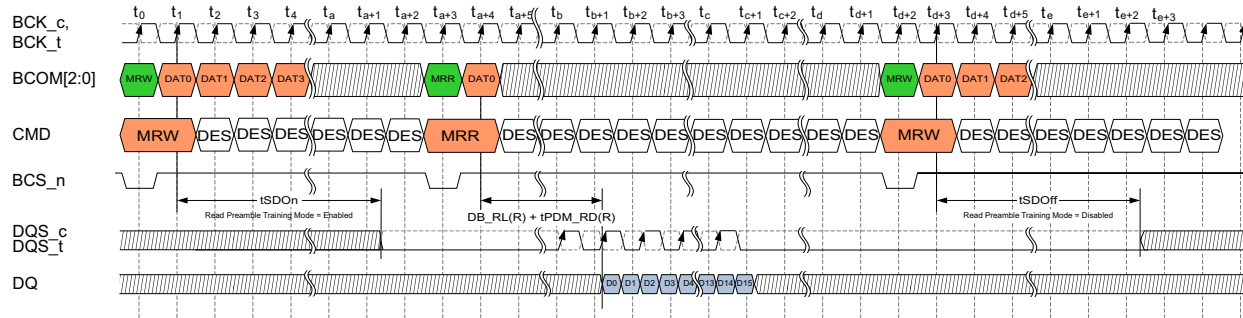 t0 t1 t2 t3 t4 ta ta+1 ta+2 ta+3 ta+4 ta+5 tb tb+1 tb+2 tb+3 tc tc+1 tc+2 td td+1 td+2 td+3 td+4 td+5 te te+1 te+2 te+3
BCK_c,
BCK_t
BCOM[2:0] MRW DAT0 DAT1 DAT2 DAT3 MRR DAT0 MRW DAT0 DAT1 DAT2
CMD MRW DES DES DES DES DES DES MRR DES DES DES DES DES DES DES DES DES DES MRW DES DES DES DES DES DES DES
BCS_n
tSDOn DB_RL(R) + tPDM_RD(R) tSDOff
Read Preamble Training Mode = Enabled Read Preamble Training Mode = Disabled
DQS_c
DQS_t
DQ D0 D1 D2 D3 D4 D13 D14 D15